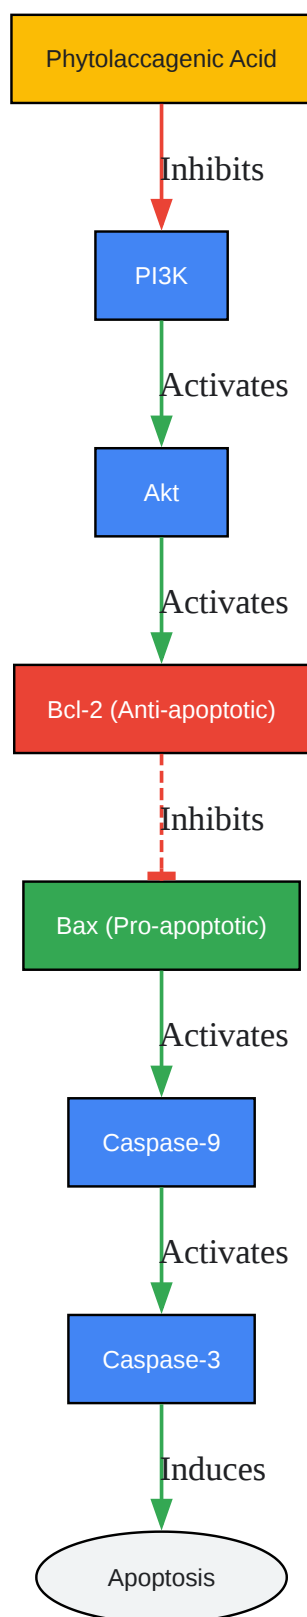 Phytolaccagenic Acid
Inhibits
PI3K
Activates
Akt
Activates
Bcl-2 (Anti-apoptotic)
Inhibits
Bax (Pro-apoptotic)
Activates
Caspase-9
Activates
Caspase-3
Induces
Apoptosis